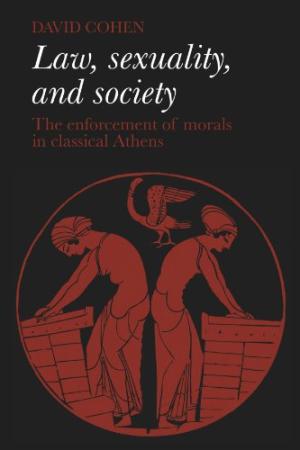 DAVID COHEN
Law, sexuality,
and society
The enforcement of morals
in classical Athens